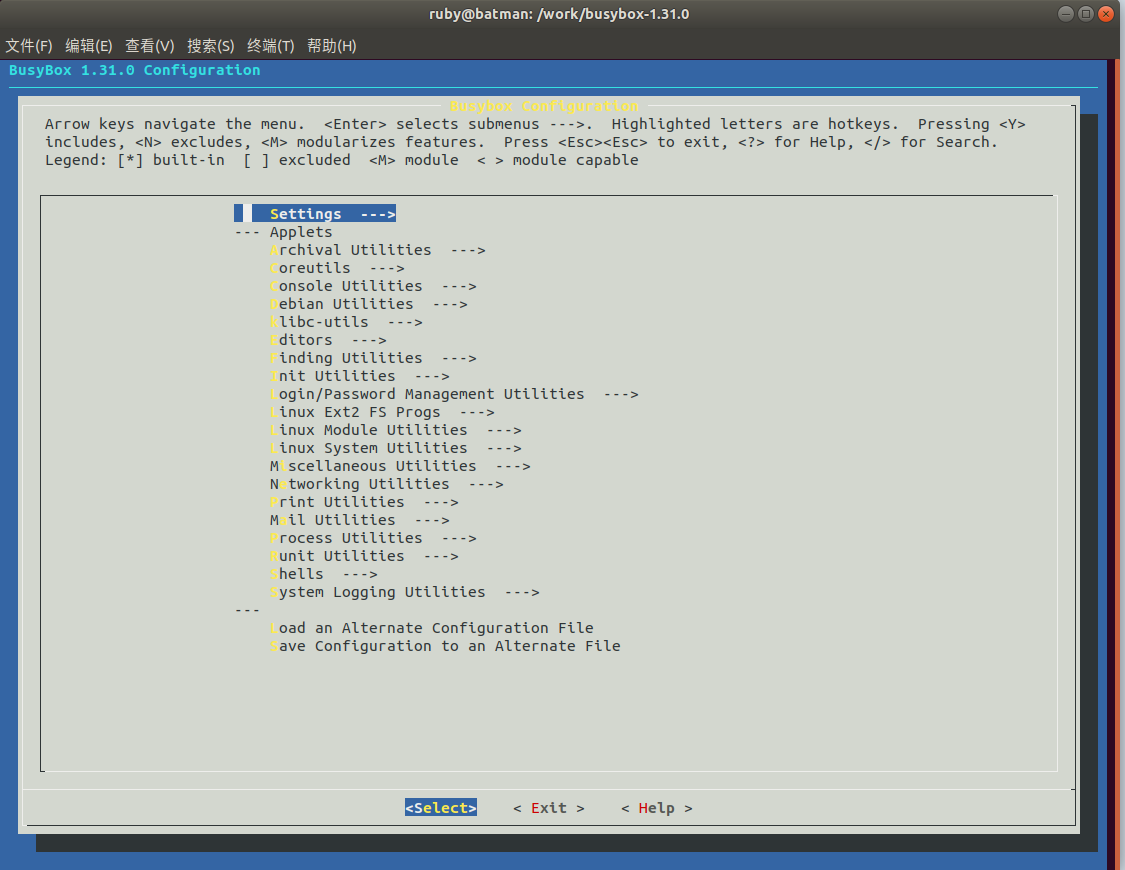 ruby@batman: /work/busybox-1.31.0
文件(F) 编辑(E) 查看(V) 搜索(S) 终端(T) 帮助(H)
BusyBox 1.31.0 Configuration
Busybox Configuration
Arrow keys navigate the menu.  <Enter> selects submenus --->.  Highlighted letters are hotkeys.  Pressing <Y>
includes, <N> excludes, <M> modularizes features.  Press <Esc><Esc> to exit, <?> for Help, </> for Search.
Legend: [*] built-in  [ ] excluded  <M> module  < > module capable
Settings  --->
--- Applets
Archival Utilities  --->
Coreutils  --->
Console Utilities  --->
Debian Utilities  --->
klibc-utils  --->
Editors  --->
Finding Utilities  --->
Init Utilities  --->
Login/Password Management Utilities  --->
Linux Ext2 FS Progs  --->
Linux Module Utilities  --->
Linux System Utilities  --->
Miscellaneous Utilities  --->
Networking Utilities  --->
Print Utilities  --->
Mail Utilities  --->
Process Utilities  --->
Runit Utilities  --->
Shells  --->
System Logging Utilities  --->
---
Load an Alternate Configuration File
Save Configuration to an Alternate File
<Select>    < Exit >    < Help >